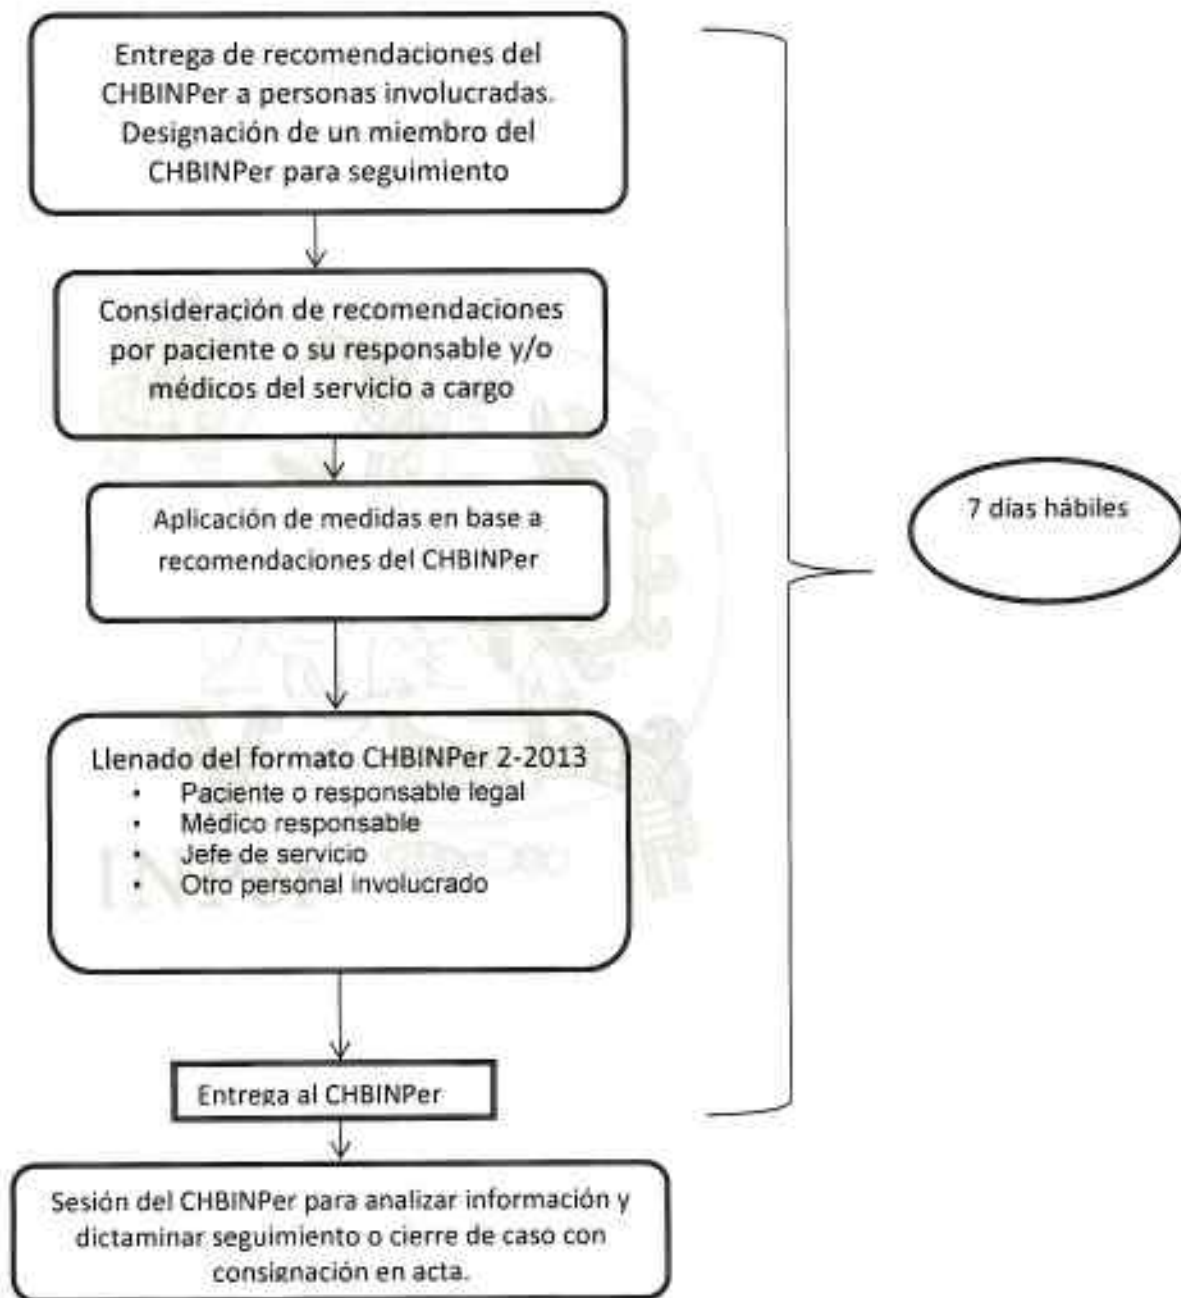 Entrega de recomendaciones del
CHBINPer a personas involucradas.
Designación de un miembro del
CHBINPer para seguimiento
Consideración de recomendaciones
por paciente o su responsable y/o
médicos del servicio a cargo
Aplicación de medidas en base a
recomendaciones del CHBINPer
7 días hábiles
Llenado del formato CHBINPer 2-2013
• Paciente o responsable legal
• Médico responsable
• Jefe de servicio
• Otro personal involucrado
INPer
Entrega al CHBINPer
Sesión del CHBINPer para analizar información y
dictaminar seguimiento o cierre de caso con
consignación en acta.